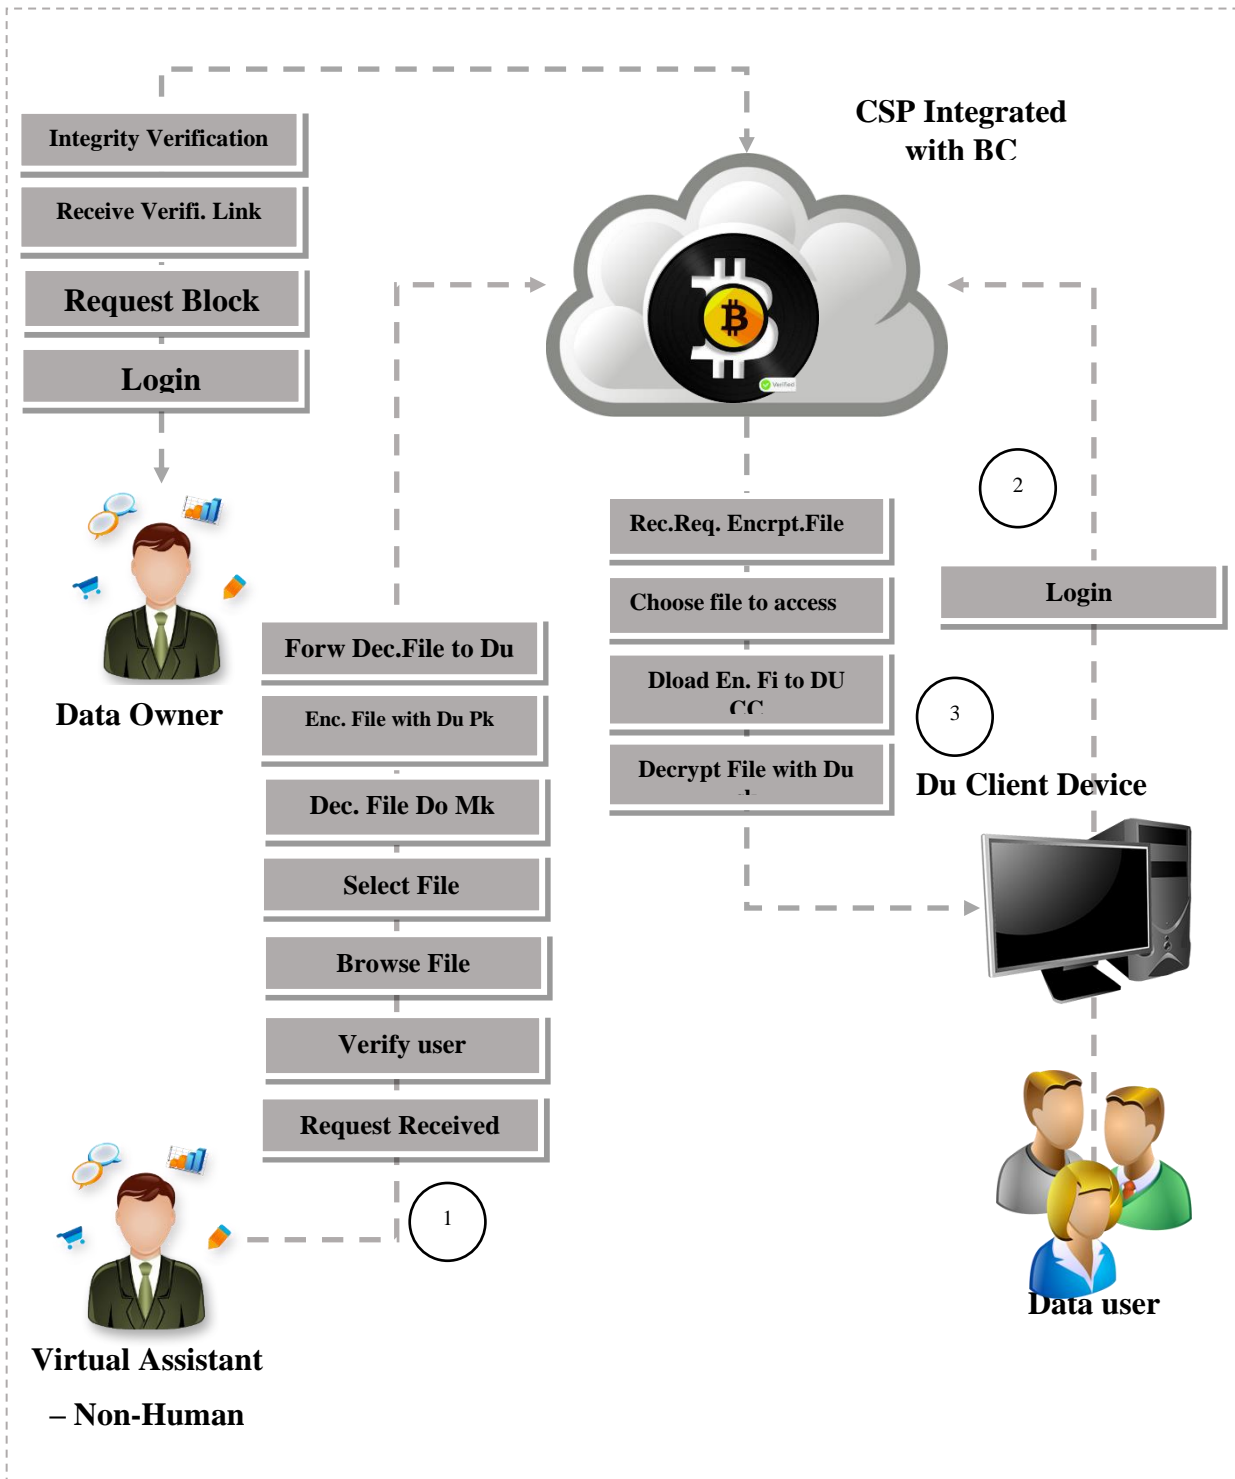 CSP Integrated
with BC
Integrity Verification
Receive Verifi. Link
Request Block
Login
Verified
Data Owner
Forw Dec.File to Du
Enc. File with Du Pk
Dec. File Do Mk
Select File
Browse File
Verify user
Request Received
1
Virtual Assistant
– Non-Human
Rec.Req. Encrpt.File
Choose file to access
Dload En. Fi to DU
CC
Decrypt File with Du
2
Login
3
Du Client Device
Data user